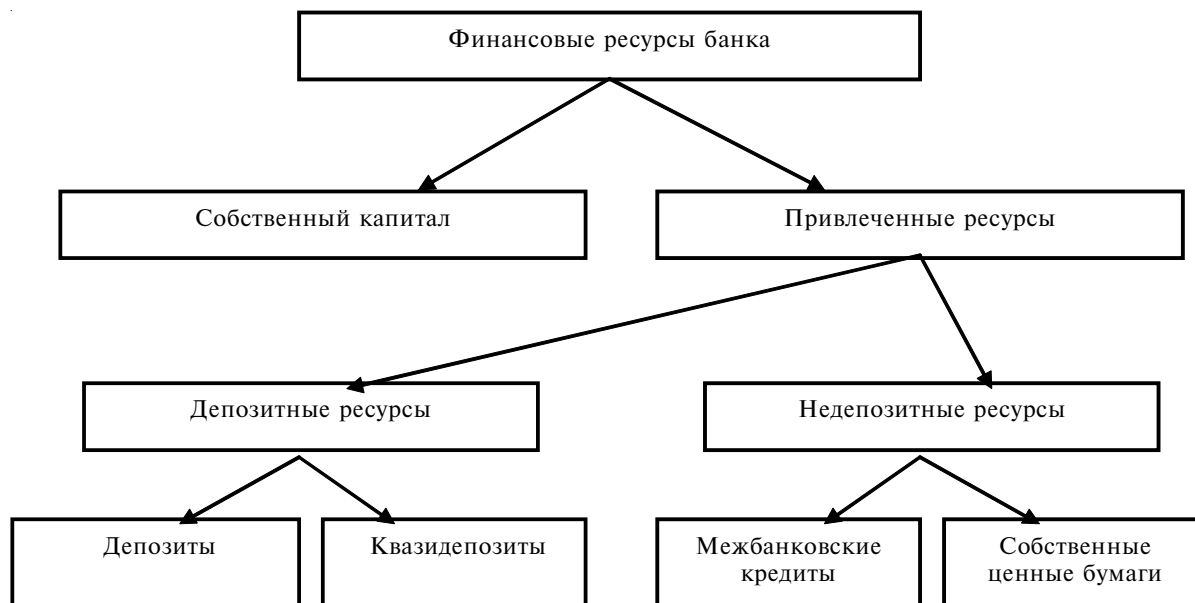 Финансовые ресурсы банка
Собственный капитал
Привлеченные ресурсы
Депозитные ресурсы
Недепозитные ресурсы
Депозиты
Квазидепозиты
Межбанковские
кредиты
Собственные
ценные бумаги